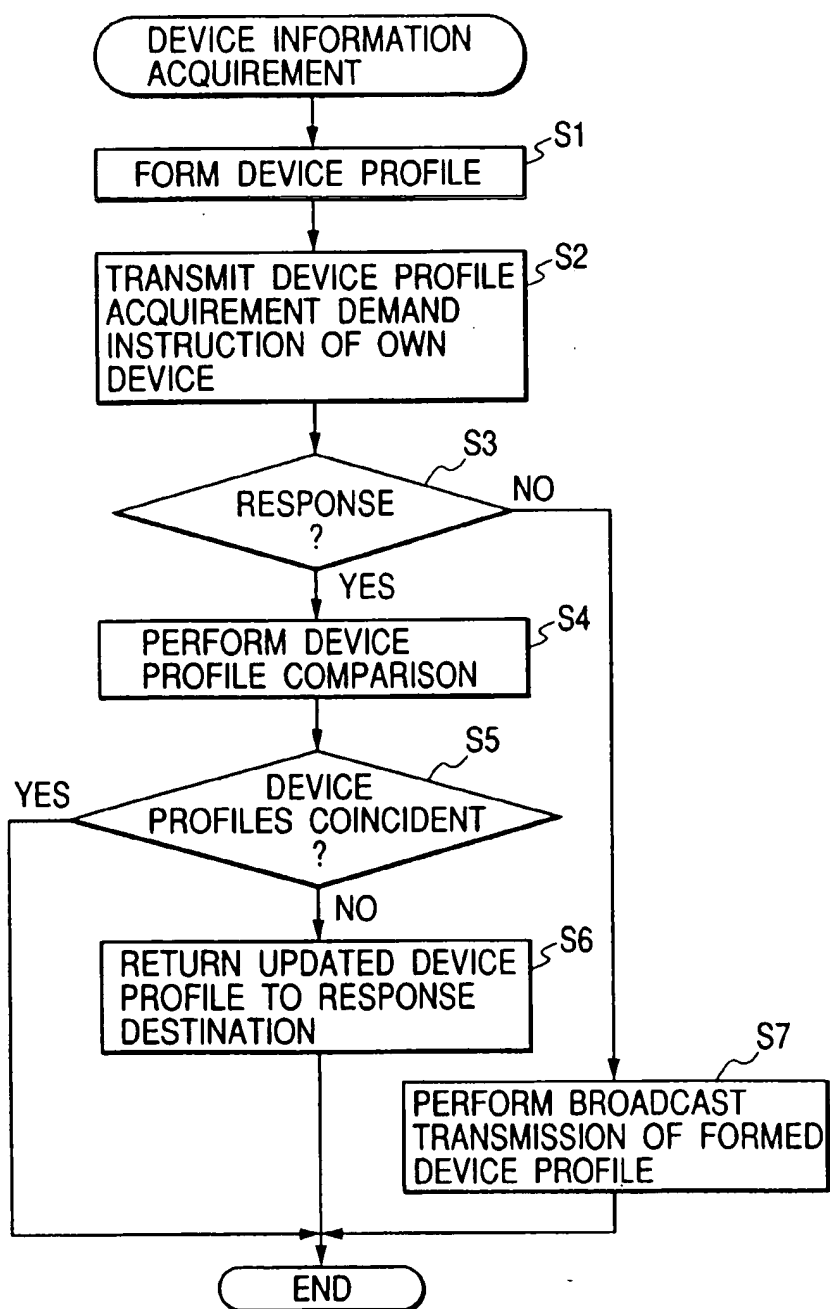 DEVICE INFORMATION
ACQUIREMENT
S1
FORM DEVICE PROFILE
S2
TRANSMIT DEVICE PROFILE
ACQUIREMENT DEMAND
INSTRUCTION OF OWN
DEVICE
S3
RESPONSE
?
NO
YES
S4
PERFORM DEVICE
PROFILE COMPARISON
S5
DEVICE
PROFILES COINCIDENT
?
YES
NO
S6
RETURN UPDATED DEVICE
PROFILE TO RESPONSE
DESTINATION
S7
PERFORM BROADCAST
TRANSMISSION OF FORMED
DEVICE PROFILE
END